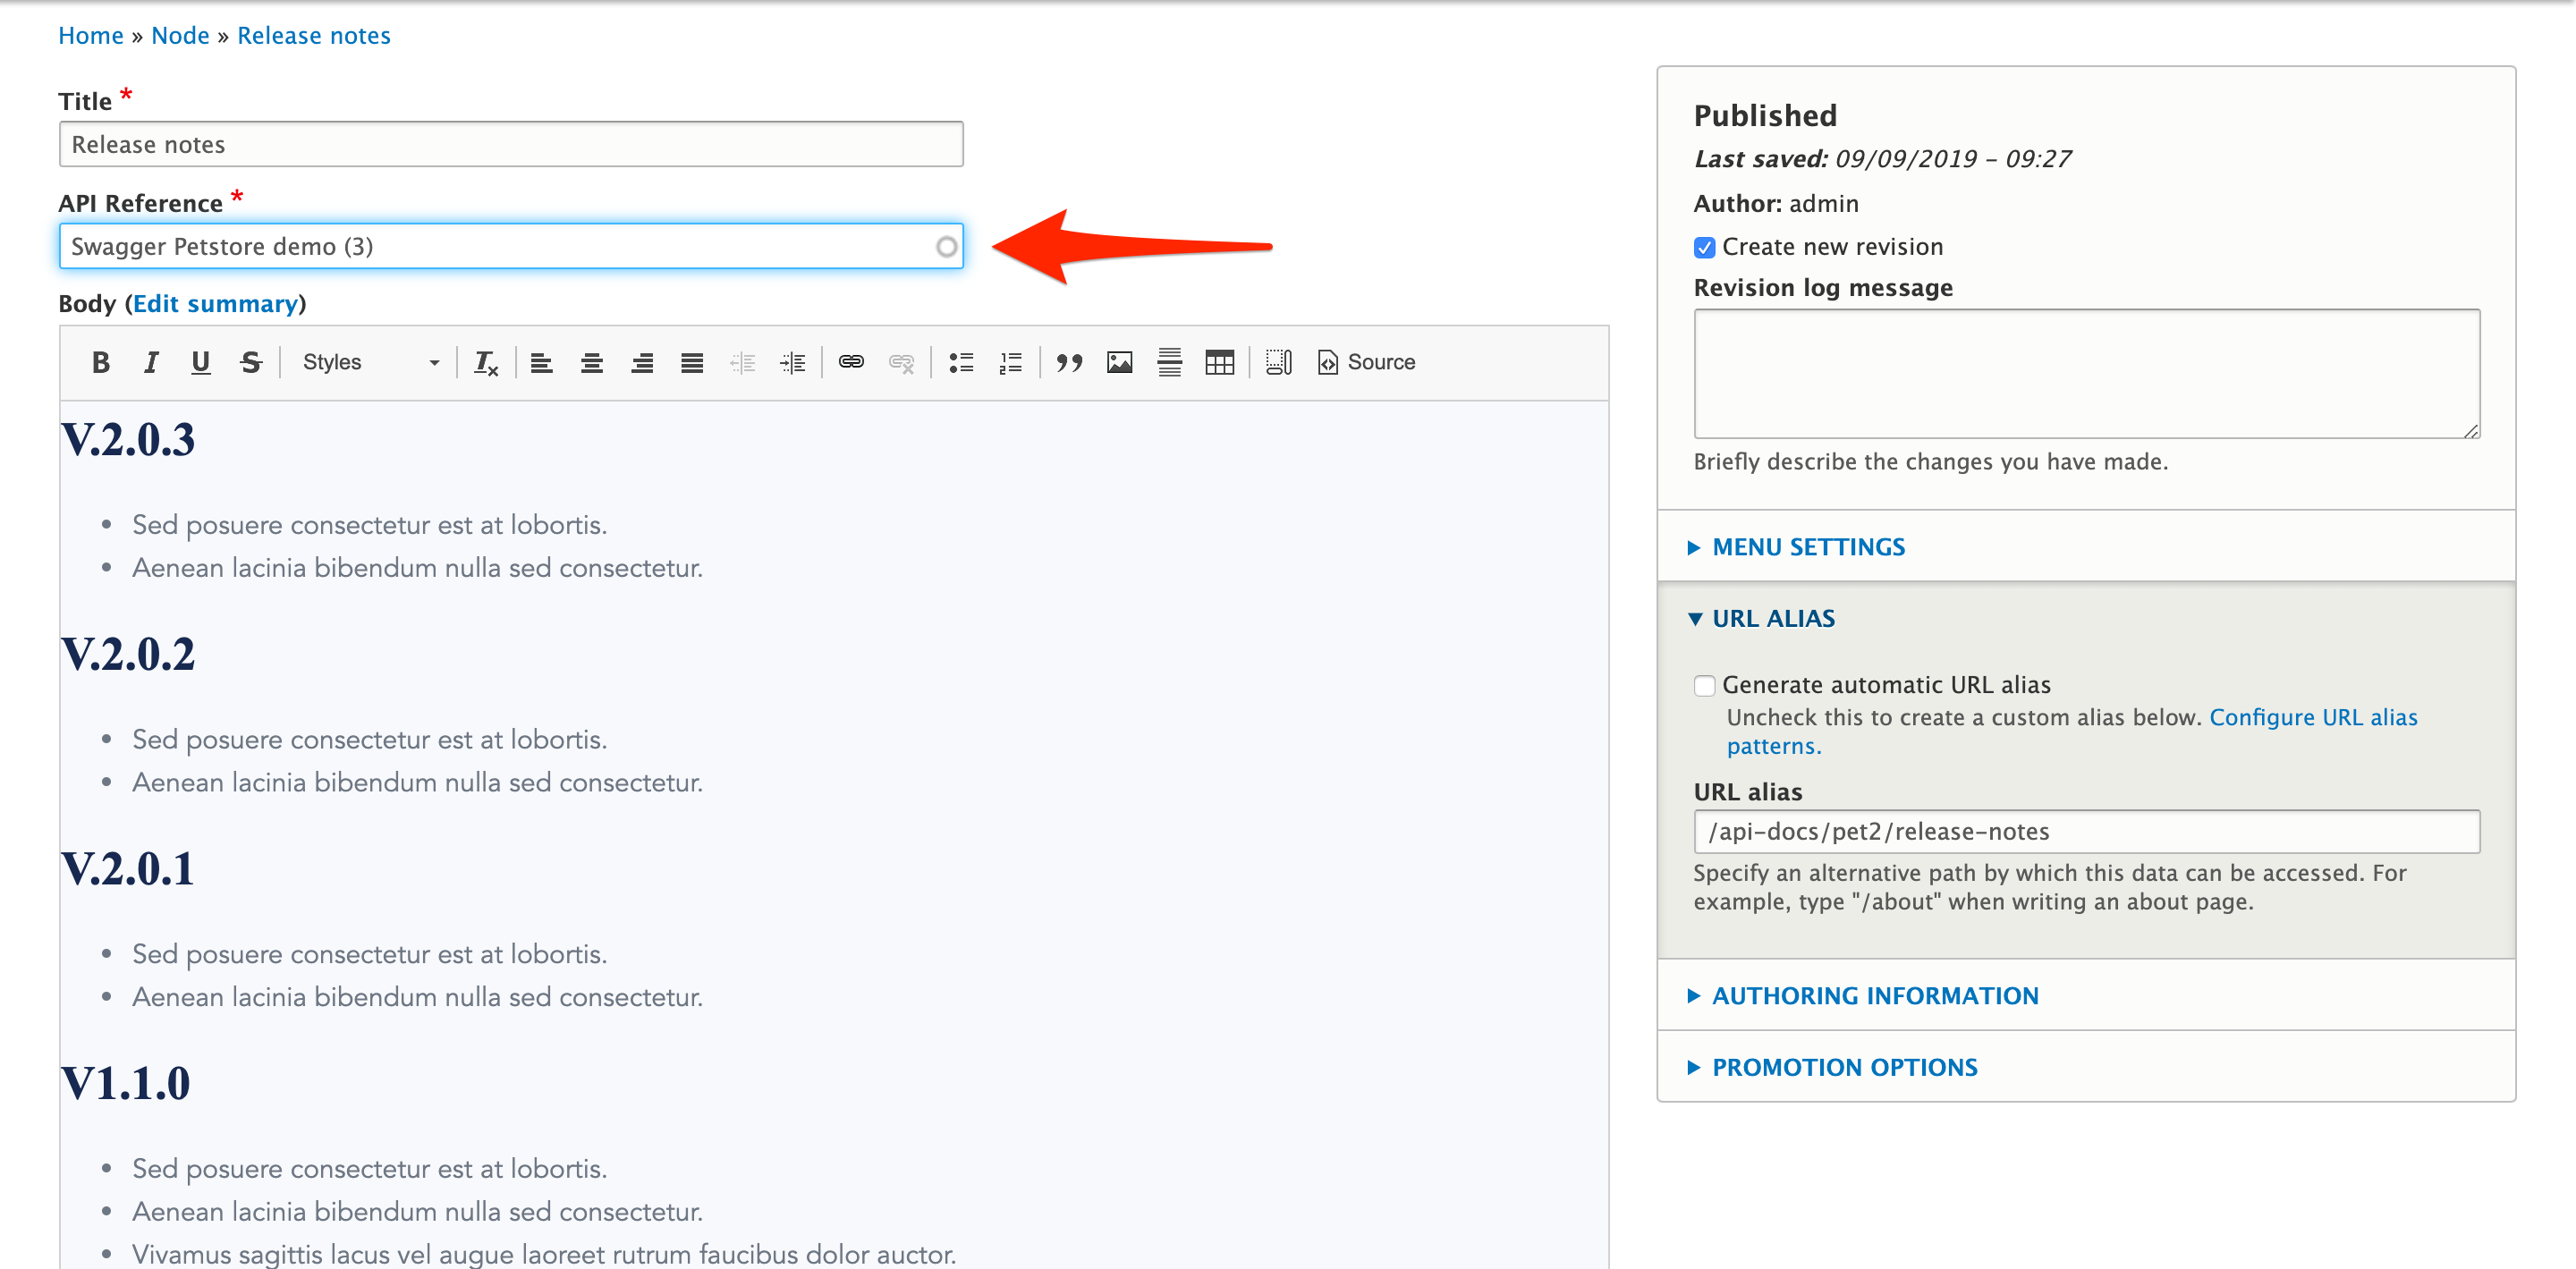 Home » Node » Release notes
Title *
Release notes
API Reference *
Swagger Petstore demo (3)
Body (Edit summary)
B I U S Styles Tx Source
V.2.0.3
• Sed posuere consectetur est at lobortis.
• Aenean lacinia bibendum nulla sed consectetur.
V.2.0.2
• Sed posuere consectetur est at lobortis.
• Aenean lacinia bibendum nulla sed consectetur.
V.2.0.1
• Sed posuere consectetur est at lobortis.
• Aenean lacinia bibendum nulla sed consectetur.
V1.1.0
• Sed posuere consectetur est at lobortis.
• Aenean lacinia bibendum nulla sed consectetur.
• Vivamus sagittis lacus vel augue laoreet rutrum faucibus dolor auctor.
Published
Last saved: 09/09/2019 – 09:27
Author: admin
Create new revision
Revision log message
Briefly describe the changes you have made.
MENU SETTINGS
URL ALIAS
Generate automatic URL alias
Uncheck this to create a custom alias below. Configure URL alias
patterns.
URL alias
/api-docs/pet2/release-notes
Specify an alternative path by which this data can be accessed. For
example, type "/about" when writing an about page.
AUTHORING INFORMATION
PROMOTION OPTIONS